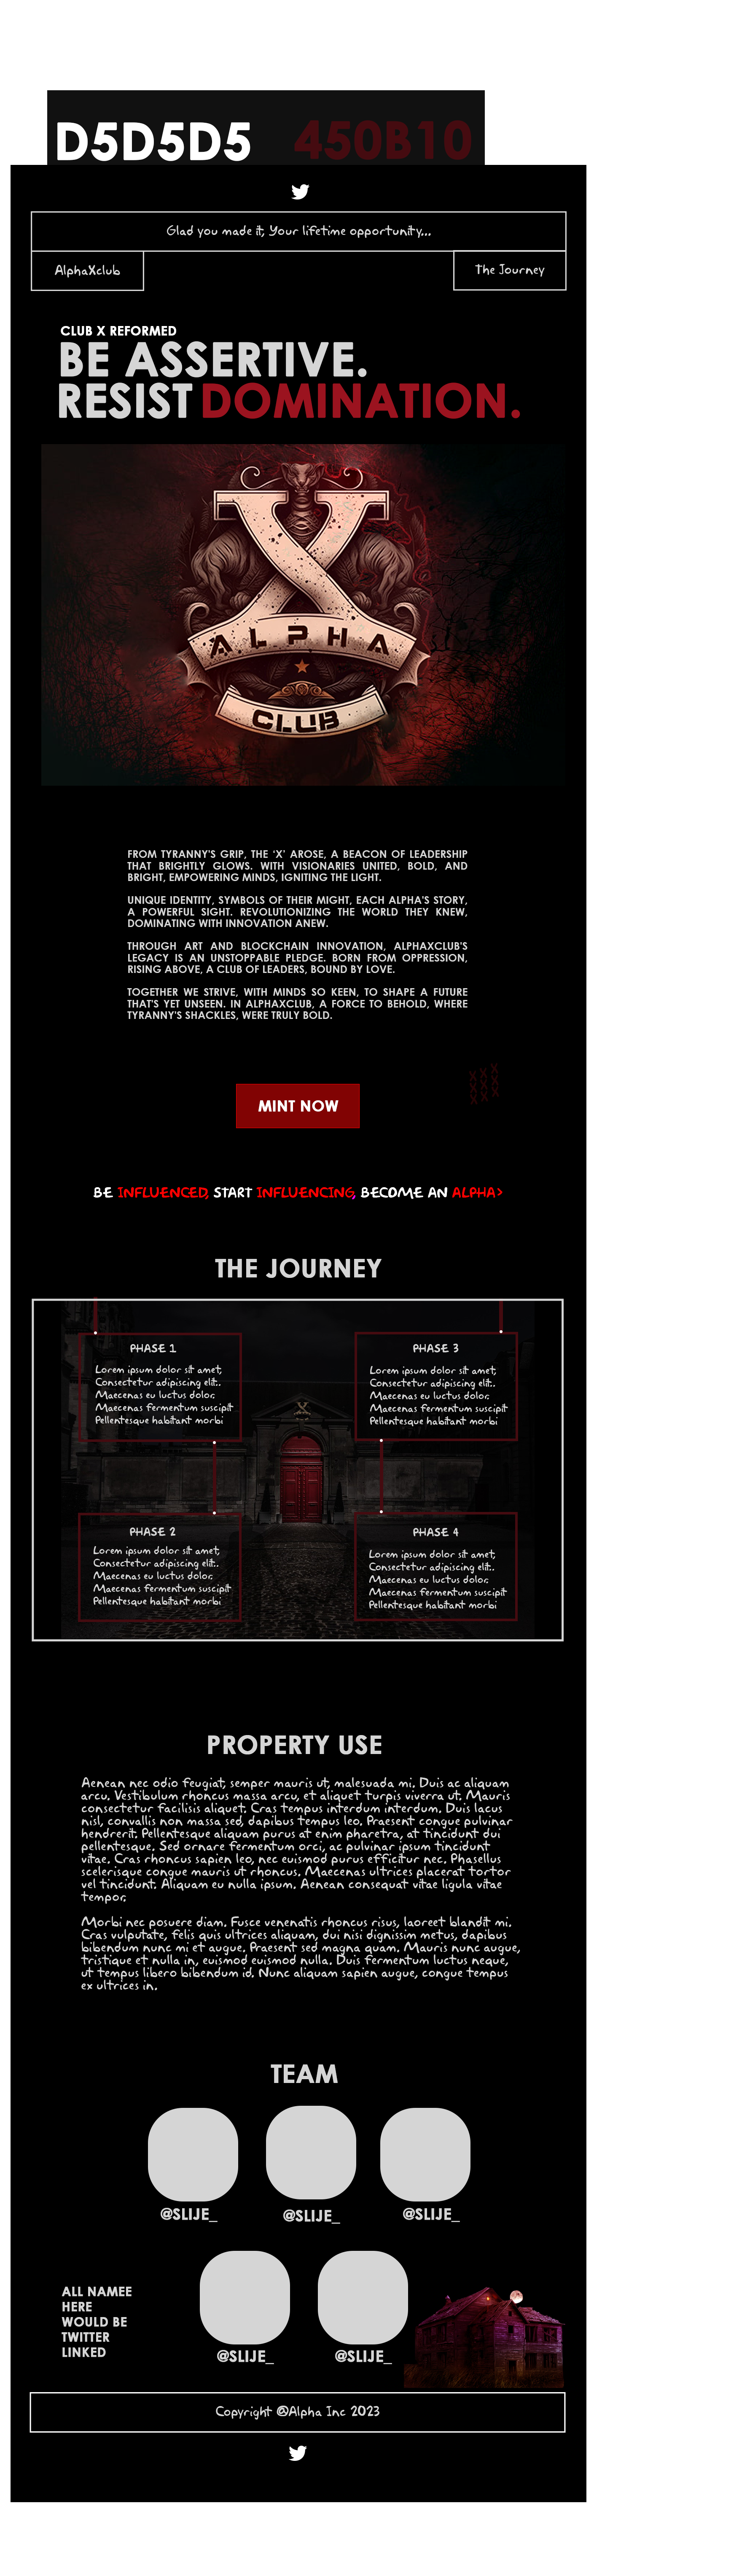 D5D5D5 450B10
Glad you made it, Your lifetime opportunity...
AlphaXclub
The Journey
CLUB X REFORMED
BE ASSERTIVE.
RESIST DOMINATION.
X
ALPHA
CLUB
FROM TYRANNY'S GRIP, THE 'X' AROSE, A BEACON OF LEADERSHIP
THAT BRIGHTLY GLOWS. WITH VISIONARIES UNITED, BOLD, AND
BRIGHT, EMPOWERING MINDS, IGNITING THE LIGHT.
UNIQUE IDENTITY, SYMBOLS OF THEIR MIGHT, EACH ALPHA'S STORY,
A POWERFUL SIGHT. REVOLUTIONIZING THE WORLD THEY KNEW,
DOMINATING WITH INNOVATION ANEW.
THROUGH ART AND BLOCKCHAIN INNOVATION, ALPHAXCLUB'S
LEGACY IS AN UNSTOPPABLE PLEDGE. BORN FROM OPPRESSION,
RISING ABOVE, A CLUB OF LEADERS, BOUND BY LOVE.
TOGETHER WE STRIVE, WITH MINDS SO KEEN, TO SHAPE A FUTURE
THAT'S YET UNSEEN. IN ALPHAXCLUB, A FORCE TO BEHOLD, WHERE
TYRANNY'S SHACKLES, WERE TRULY BOLD.
X X X
X X X
X X X
MINT NOW
BE INFLUENCED, START INFLUENCING, BECOME AN ALPHA>
THE JOURNEY
PHASE 1
Lorem ipsum dolor sit amet,
Consectetur adipiscing elit..
Maecenas eu luctus dolor.
Maecenas fermentum suscipit
Pellentesque habitant morbi
PHASE 3
Lorem ipsum dolor sit amet,
Consectetur adipiscing elit..
Maecenas eu luctus dolor.
Maecenas fermentum suscipit
Pellentesque habitant morbi
X
PHASE 2
Lorem ipsum dolor sit amet,
Consectetur adipiscing elit..
Maecenas eu luctus dolor.
Maecenas fermentum suscipit
Pellentesque habitant morbi
PHASE 4
Lorem ipsum dolor sit amet,
Consectetur adipiscing elit..
Maecenas eu luctus dolor.
Maecenas fermentum suscipit
Pellentesque habitant morbi
PROPERTY USE
Aenean nec odio feugiat, semper mauris ut, malesuada mi. Duis ac aliquam
arcu. Vestibulum rhoncus massa arcu, et aliquet turpis viverra ut. Mauris
consectetur facilisis aliquet. Cras tempus interdum interdum. Duis lacus
nisl, convallis non massa sed, dapibus tempus leo. Praesent congue pulvinar
hendrerit. Pellentesque aliquam purus at enim pharetra, at tincidunt dui
pellentesque. Sed ornare fermentum orci, ac pulvinar ipsum tincidunt
vitae. Cras rhoncus sapien leo, nec euismod purus efficitur nec. Phasellus
scelerisque congue mauris ut rhoncus. Maecenas ultrices placerat tortor
vel tincidunt. Aliquam eu nulla ipsum. Aenean consequat vitae ligula vitae
tempor.
Morbi nec posuere diam. Fusce venenatis rhoncus risus, laoreet blandit mi.
Cras vulputate, felis quis ultrices aliquam, dui nisi dignissim metus, dapibus
bibendum nunc mi et augue. Praesent sed magna quam. Mauris nunc augue,
tristique et nulla in, euismod euismod nulla. Duis fermentum luctus neque,
ut tempus libero bibendum id. Nunc aliquam sapien augue, congue tempus
ex ultrices in.
TEAM
@SLIJE_
@SLIJE_
@SLIJE_
ALL NAMEE
HERE
WOULD BE
TWITTER
LINKED
@SLIJE_
@SLIJE_
Copyright @Alpha Inc 2023